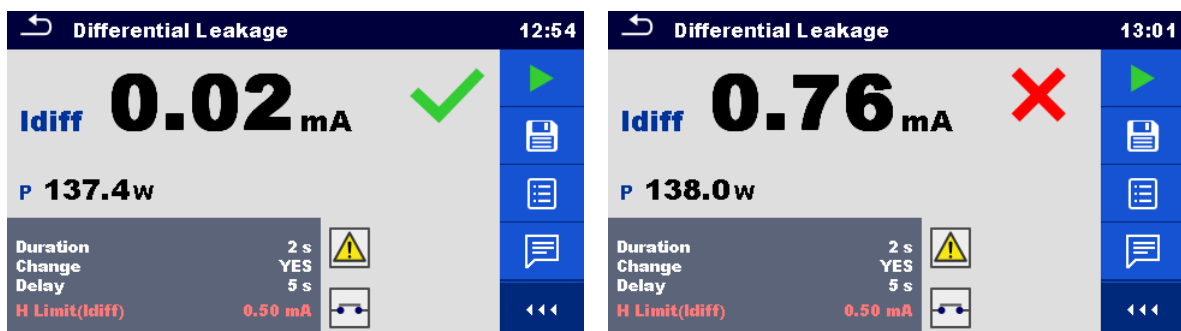 Differential Leakage 12:54
Idiff 0.02 mA
P 137.4 w
Duration 2 s
Change YES
Delay 5 s
H Limit(Idiff) 0.50 mA
Differential Leakage 13:01
Idiff 0.76 mA
P 138.0 w
Duration 2 s
Change YES
Delay 5 s
H Limit(Idiff) 0.50 mA